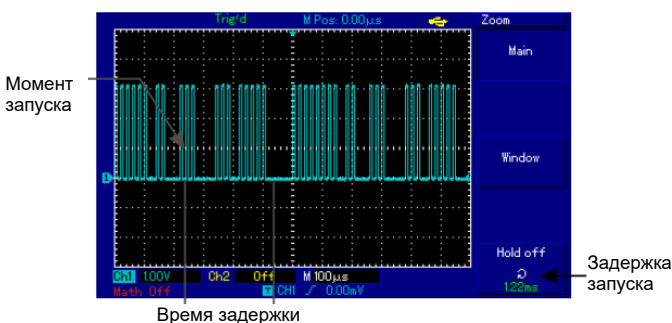 Trig'd M Pos: 0.00μs Zoom
Main
Момент
запуска
Window
1
Hold off
1.22ms
Задержка
запуска
Ch1 1.00V Ch2 Off M 100μs
Math Off T CH1 0.00mV
Время задержки